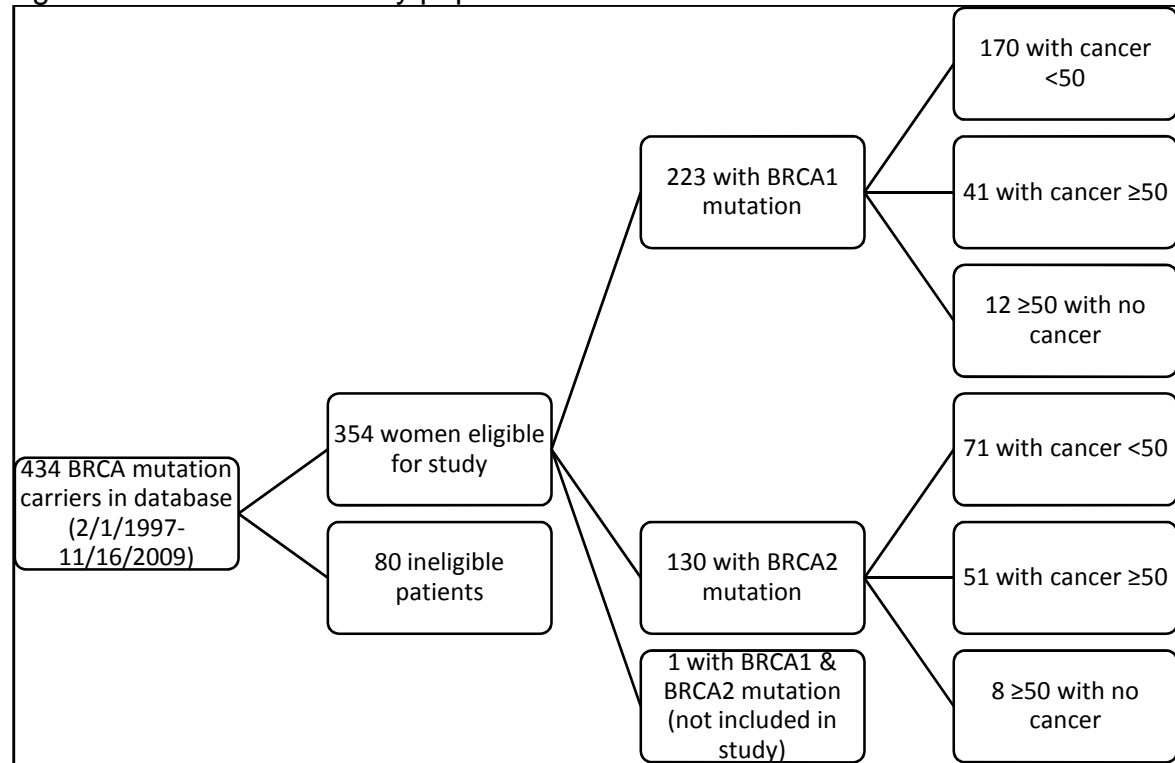 434 BRCA mutation
carriers in database
(2/1/1997-
11/16/2009)
354 women eligible
for study
80 ineligible
patients
223 with BRCA1
mutation
130 with BRCA2
mutation
1 with BRCA1 &
BRCA2 mutation
(not included in
study)
170 with cancer
<50
41 with cancer ≥50
12 ≥50 with no
cancer
71 with cancer <50
51 with cancer ≥50
8 ≥50 with no
cancer